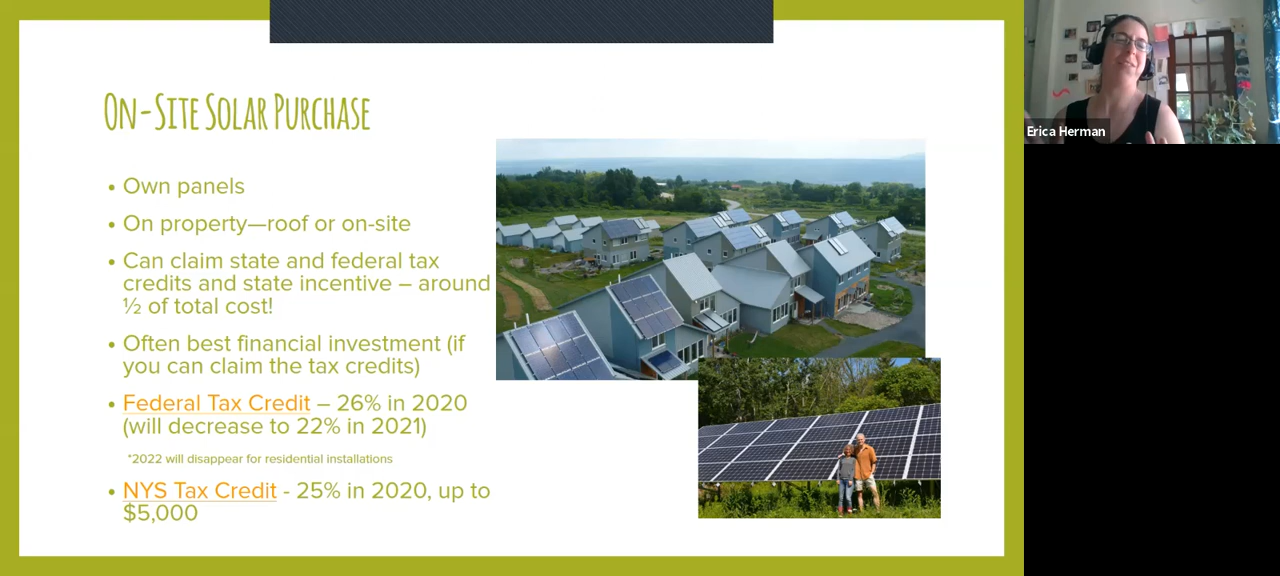 On-Site Solar Purchase
• Own panels
• On property—roof or on-site
• Can claim state and federal tax
credits and state incentive – around
½ of total cost!
• Often best financial investment (if
you can claim the tax credits)
• Federal Tax Credit – 26% in 2020
(will decrease to 22% in 2021)
*2022 will disappear for residential installations
• NYS Tax Credit - 25% in 2020, up to
$5,000
Erica Herman